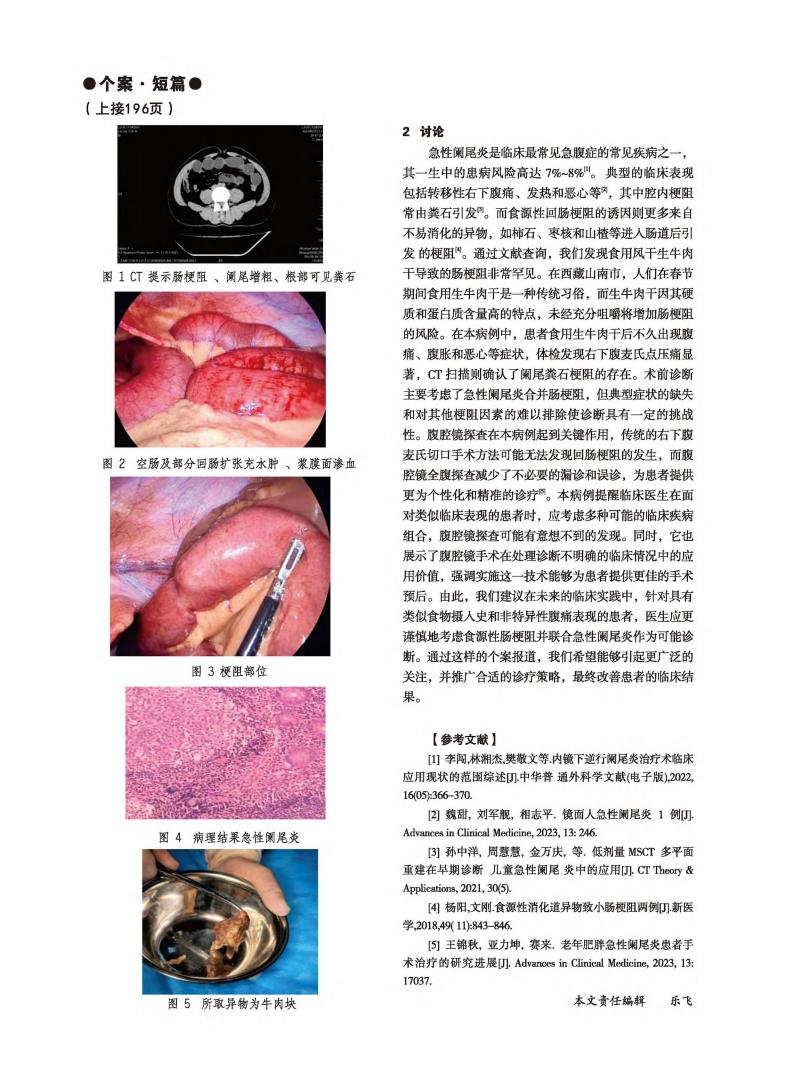 ●个案·短篇●
(上接196页)
图 1 CT 提示肠梗阻 、阑尾增粗、根部可见粪石
图 2 空肠及部分回肠扩张充水肿 、浆膜面渗血
图 3 梗阻部位
图 4 病理结果急性阑尾炎
图 5 所取异物为牛肉块
2 讨论
急性阑尾炎是临床最常见急腹症的常见疾病之一，
其一生中的患病风险高达 7%~8%[1]。典型的临床表现
包括转移性右下腹痛、发热和恶心等[2]，其中腔内梗阻
常由粪石引发[3]。而食源性回肠梗阻的诱因则更多来自
不易消化的异物，如柿石、枣核和山楂等进入肠道后引
发 的梗阻[4]。通过文献查询，我们发现食用风干生牛肉
干导致的肠梗阻非常罕见。在西藏山南市，人们在春节
期间食用生牛肉干是一种传统习俗，而生牛肉干因其硬
质和蛋白质含量高的特点，未经充分咀嚼将增加肠梗阻
的风险。在本病例中，患者食用生牛肉干后不久出现腹
痛、腹胀和恶心等症状，体检发现右下腹麦氏点压痛显
著，CT 扫描则确认了阑尾粪石梗阻的存在。术前诊断
主要考虑了急性阑尾炎合并肠梗阻，但典型症状的缺失
和对其他梗阻因素的难以排除使诊断具有一定的挑战
性。腹腔镜探查在本病例起到关键作用，传统的右下腹
麦氏切口手术方法可能无法发现回肠梗阻的发生，而腹
腔镜全腹探查减少了不必要的漏诊和误诊，为患者提供
更为个性化和精准的诊疗[5]。本病例提醒临床医生在面
对类似临床表现的患者时，应考虑多种可能的临床疾病
组合，腹腔镜探查可能有意想不到的发现。同时，它也
展示了腹腔镜手术在处理诊断不明确的临床情况中的应
用价值，强调实施这一技术能够为患者提供更佳的手术
预后。由此，我们建议在未来的临床实践中，针对具有
类似食物摄入史和非特异性腹痛表现的患者，医生应更
谨慎地考虑食源性肠梗阻并联合急性阑尾炎作为可能诊
断。通过这样的个案报道，我们希望能够引起更广泛的
关注，并推广合适的诊疗策略，最终改善患者的临床结
果。
【参考文献】
[1] 李闯,林湘杰,樊敬文等.内镜下逆行阑尾炎治疗术临床
应用现状的范围综述[J].中华普 通外科学文献(电子版),2022,
16(05):366-370.
[2] 魏甜, 刘军舰, 相志平. 镜面人急性阑尾炎 1 例[J].
Advances in Clinical Medicine, 2023, 13: 246.
[3] 孙中洋, 周慧慧, 金万庆, 等. 低剂量 MSCT 多平面
重建在早期诊断 儿童急性阑尾 炎中的应用[J]. CT Theory &
Applications, 2021, 30(5).
[4] 杨阳,文刚.食源性消化道异物致小肠梗阻两例[J].新医
学,2018,49( 11):843-846.
[5] 王锦秋, 亚力坤, 赛来. 老年肥胖急性阑尾炎患者手
术治疗的研究进展[J]. Advances in Clinical Medicine, 2023, 13:
17037.
本文责任编辑 乐飞